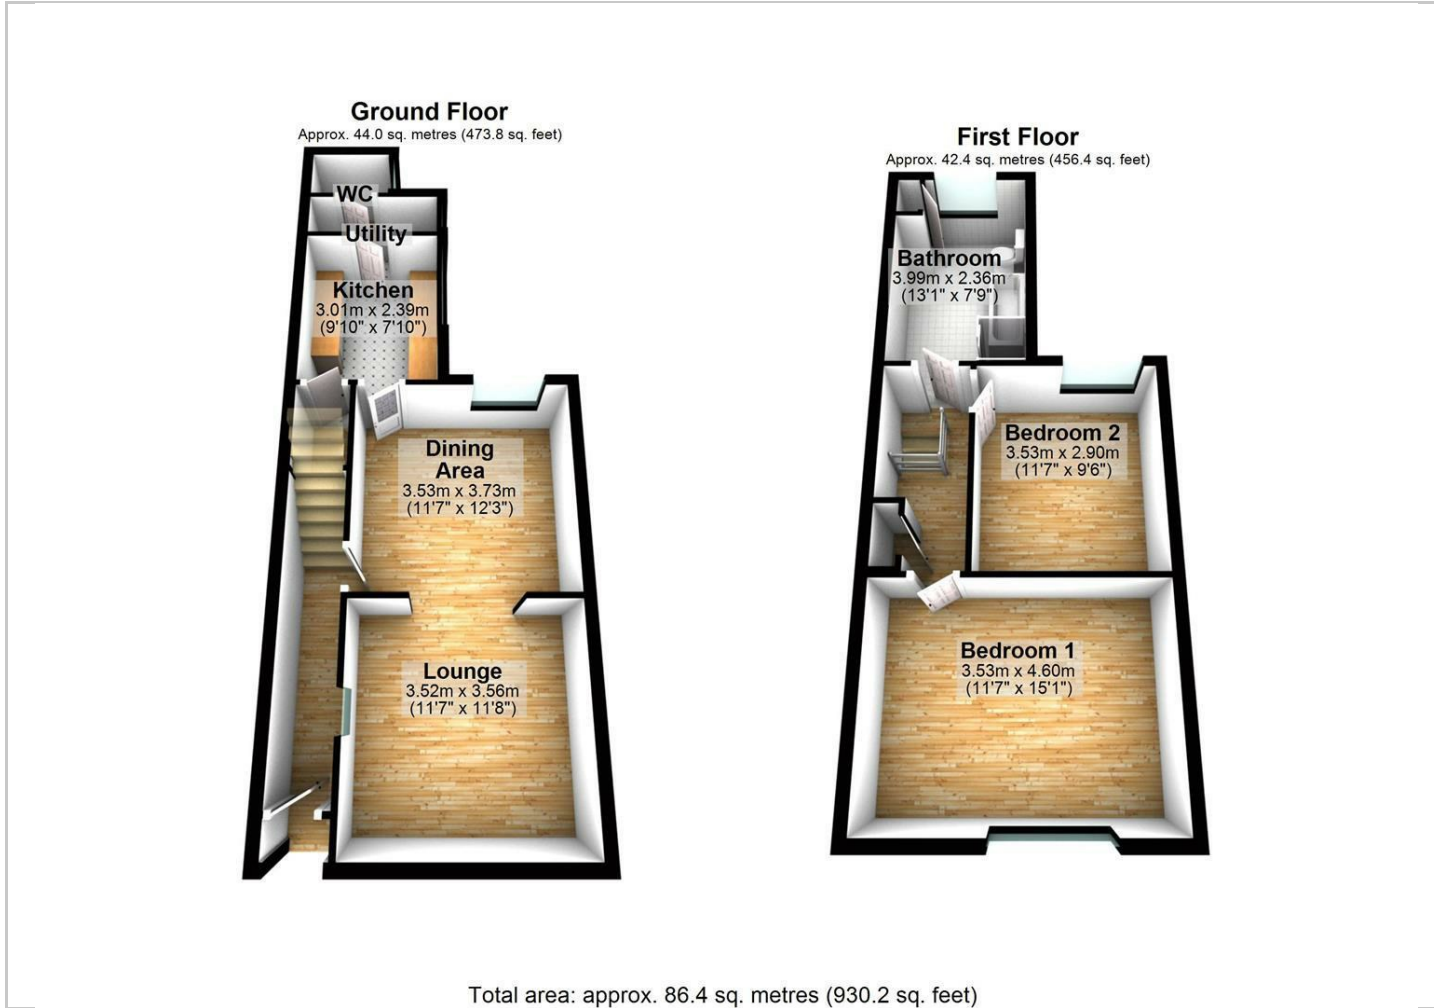 Ground Floor
Approx. 44.0 sq. metres (473.8 sq. feet)
WC
Utility
Kitchen
3.01m x 2.39m
(9'10" x 7'10")
Dining
Area
3.53m x 3.73m
(11'7" x 12'3")
Lounge
3.52m x 3.56m
(11'7" x 11'8")
First Floor
Approx. 42.4 sq. metres (456.4 sq. feet)
Bathroom
3.99m x 2.36m
(13'1" x 7'9")
Bedroom 2
3.53m x 2.90m
(11'7" x 9'6")
Bedroom 1
3.53m x 4.60m
(11'7" x 15'1")
Total area: approx. 86.4 sq. metres (930.2 sq. feet)